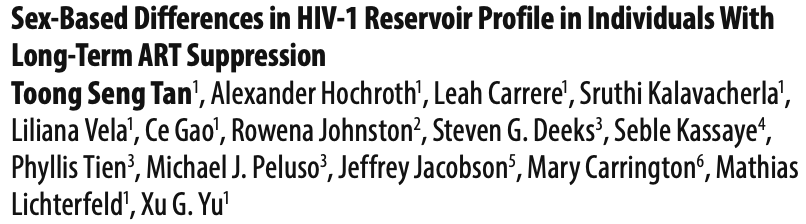 Sex-Based Differences in HIV-1 Reservoir Profile in Individuals With
Long-Term ART Suppression
Toong Seng Tan¹, Alexander Hochroth¹, Leah Carrere¹, Sruthi Kalavacherla¹,
Liliana Vela¹, Ce Gao¹, Rowena Johnston², Steven G. Deeks³, Seble Kassaye⁴,
Phyllis Tien³, Michael J. Peluso³, Jeffrey Jacobson⁵, Mary Carrington⁶, Mathias
Lichterfeld¹, Xu G. Yu¹